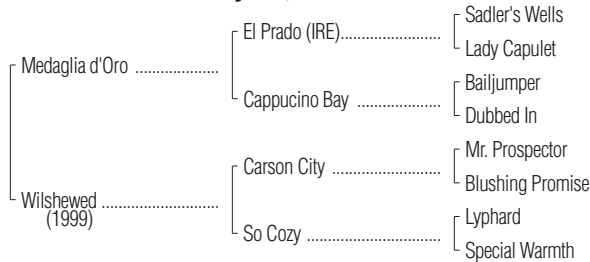 Sadler's Wells
El Prado (IRE)....................
Lady Capulet
Medaglia d'Oro .................
Bailjumper
Cappucino Bay .................
Dubbed In
Mr. Prospector
Carson City ......................
Blushing Promise
Wilshewed ........................
(1999)
Lyphard
So Cozy ...........................
Special Warmth